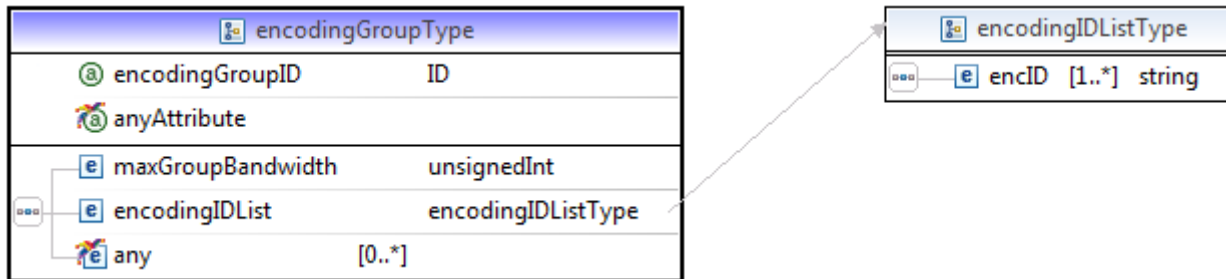 encodingGroupType
a encodingGroupID ID
a anyAttribute
e maxGroupBandwidth unsignedInt
e encodingIDList encodingIDListType
e any [0..*]
encodingIDListType
e encID [1..*] string